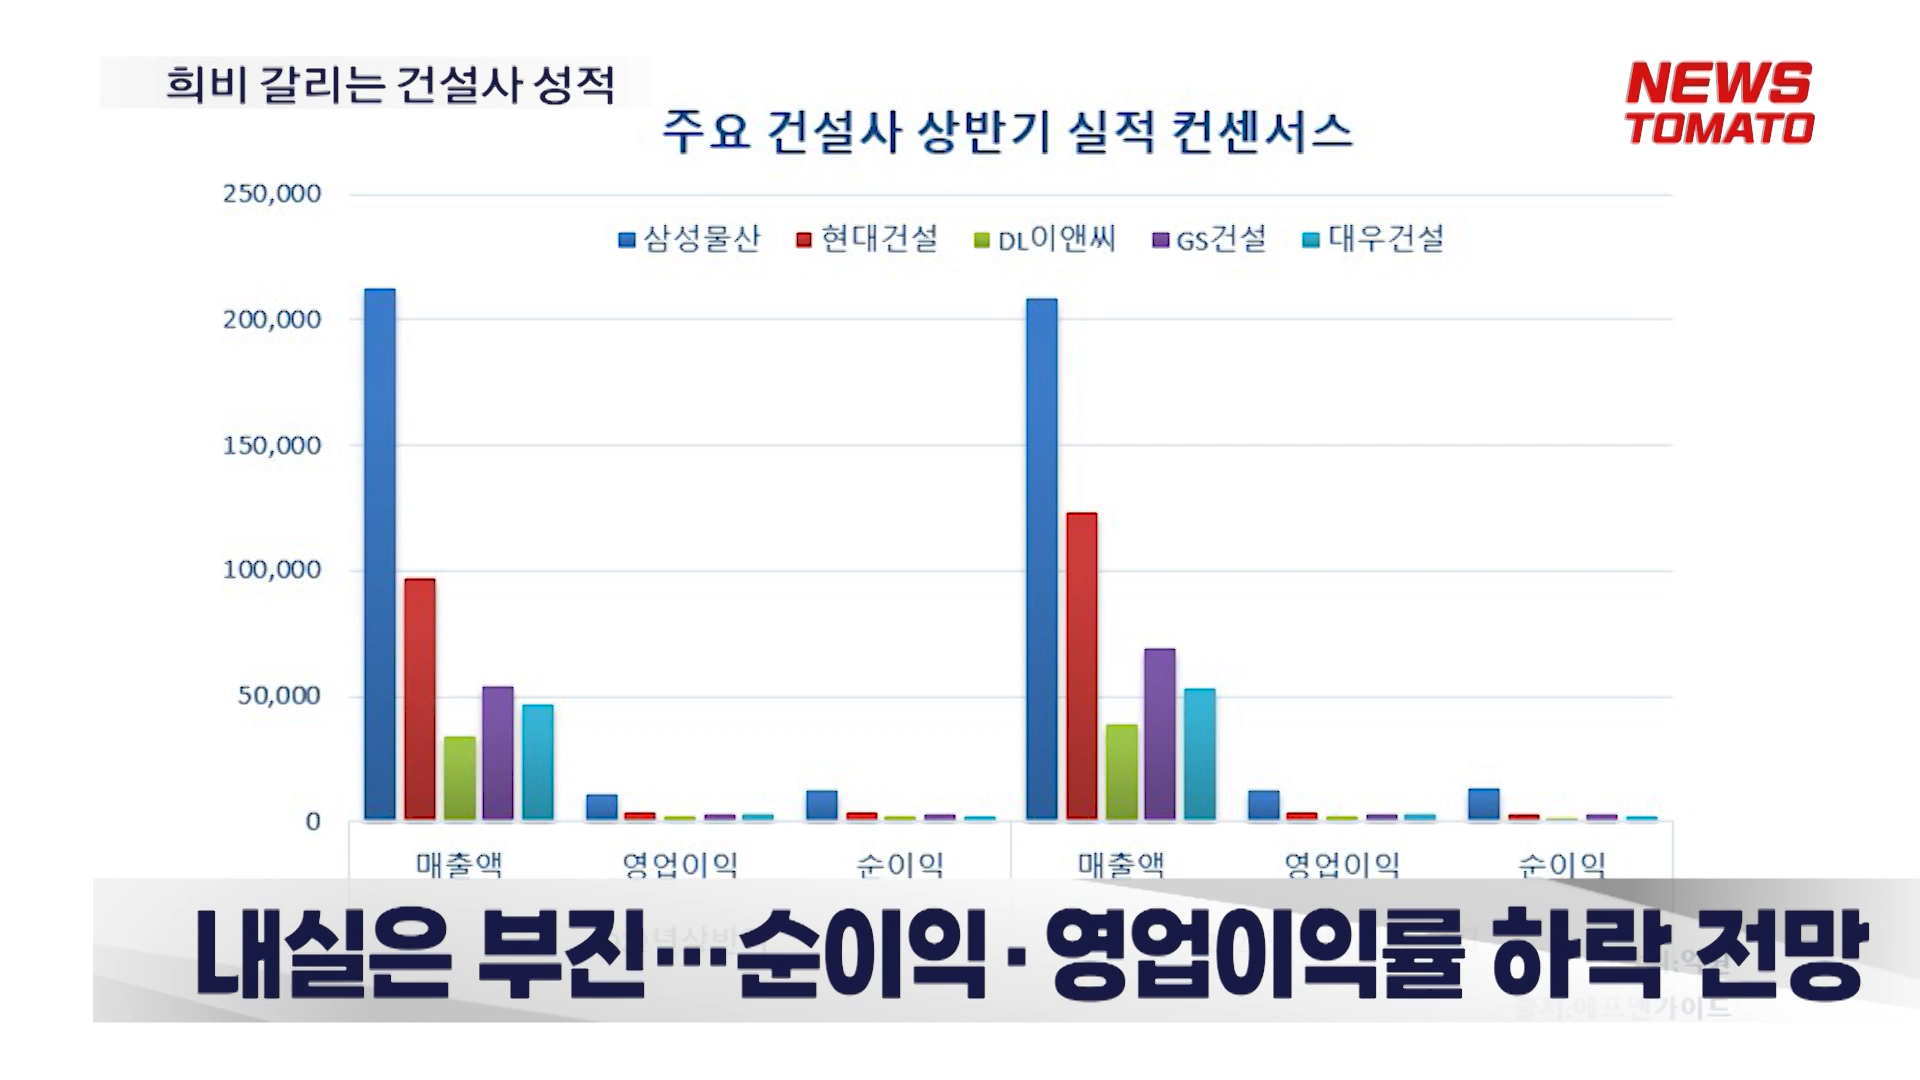 희비 갈리는 건설사 성적
NEWS
TOMATO
주요 건설사 상반기 실적 컨센서스
250,000
삼성물산 현대건설 DL이앤씨 GS건설 대우건설
200,000
150,000
100,000
50,000
0
매출액 영업이익 순이익 매출액 영업이익 순이익
내실은 부진···순이익·영업이익률 하락 전망